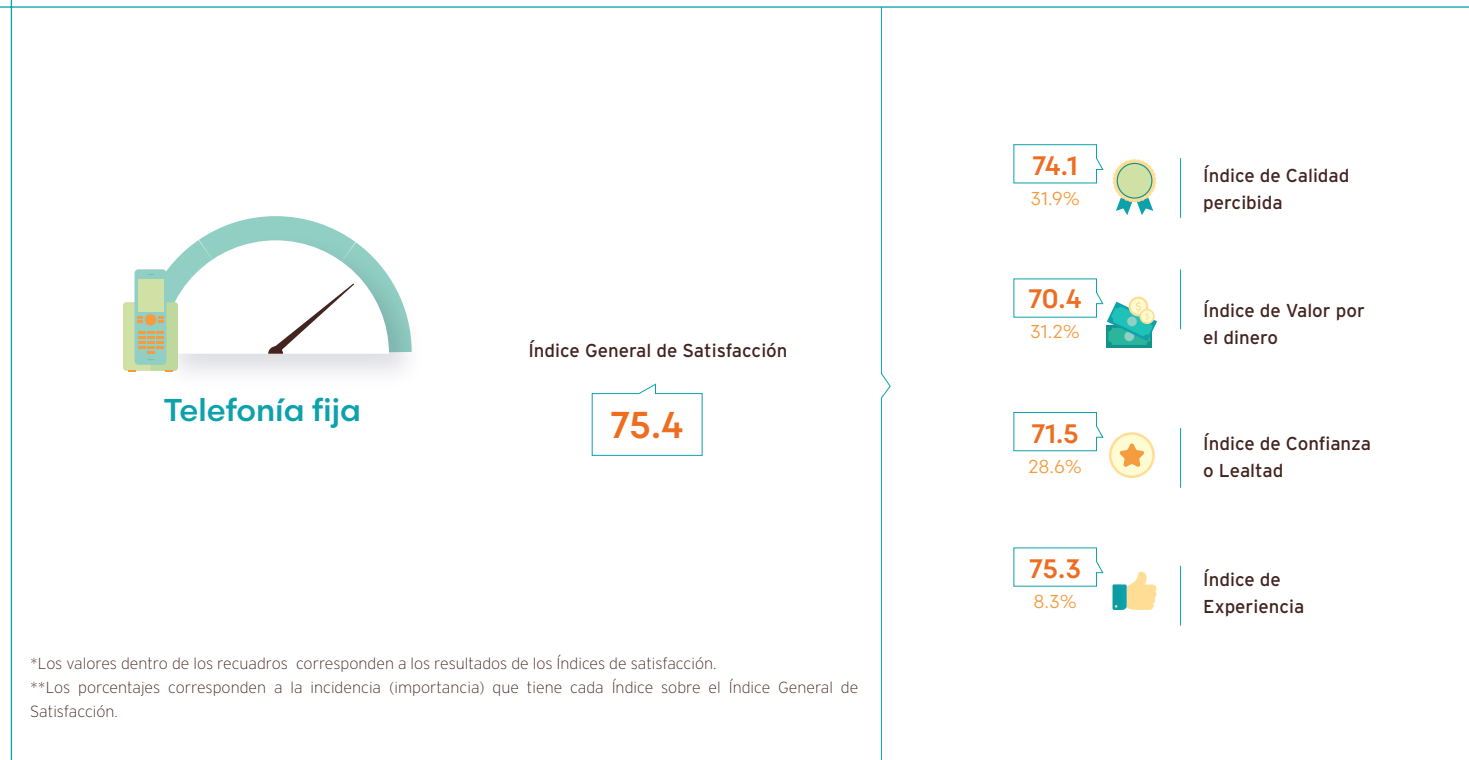 Telefonía fija
Índice General de Satisfacción
75.4
74.1
31.9%
Índice de Calidad
percibida
70.4
31.2%
Índice de Valor por
el dinero
71.5
28.6%
Índice de Confianza
o Lealtad
75.3
8.3%
Índice de
Experiencia
*Los valores dentro de los recuadros corresponden a los resultados de los Índices de satisfacción.
**Los porcentajes corresponden a la incidencia (importancia) que tiene cada Índice sobre el Índice General de
Satisfacción.